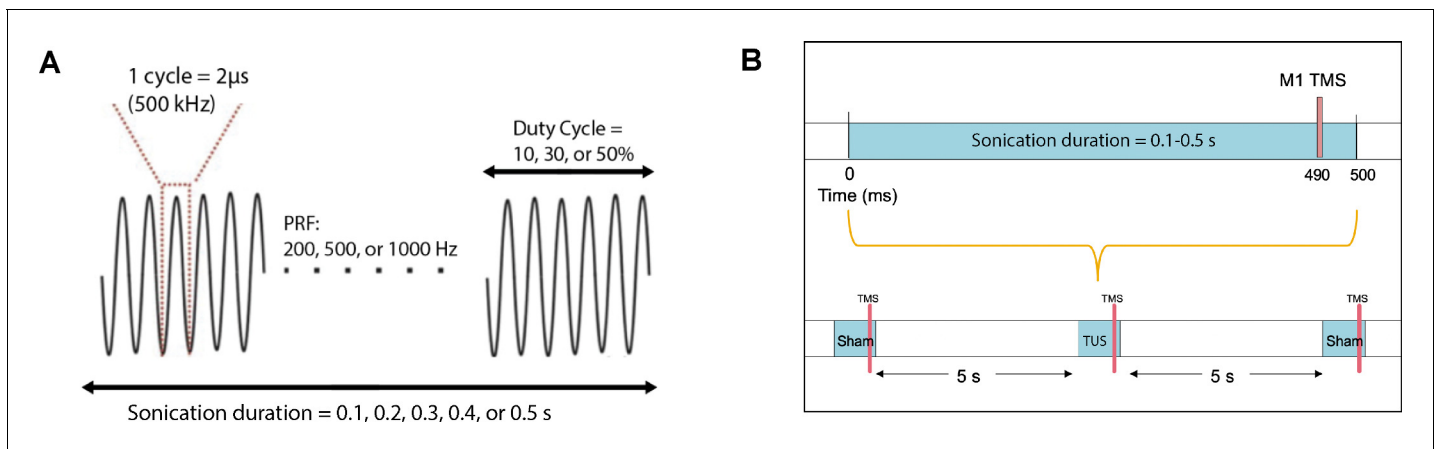 A
1 cycle = 2µs
(500 kHz)
Duty Cycle =
10, 30, or 50%
PRF:
200, 500, or 1000 Hz
Sonication duration = 0.1, 0.2, 0.3, 0.4, or 0.5 s
B
M1 TMS
Sonication duration = 0.1-0.5 s
0
490
500
Time (ms)
TMS
TMS
TMS
Sham
TUS
Sham
5 s
5 s